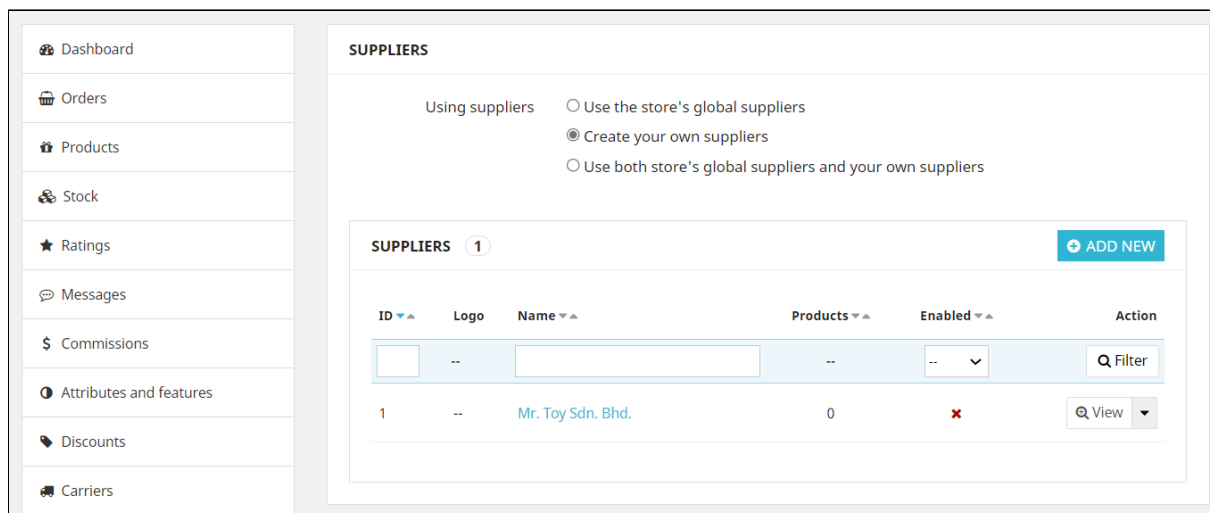 Dashboard
Orders
Products
Stock
Ratings
Messages
Commissions
Attributes and features
Discounts
Carriers
SUPPLIERS
Using suppliers
Use the store's global suppliers
Create your own suppliers
Use both store's global suppliers and your own suppliers
SUPPLIERS 1
ADD NEW
ID Logo Name Products Enabled Action
-- -- -- Filter
1 -- Mr. Toy Sdn. Bhd. 0 View